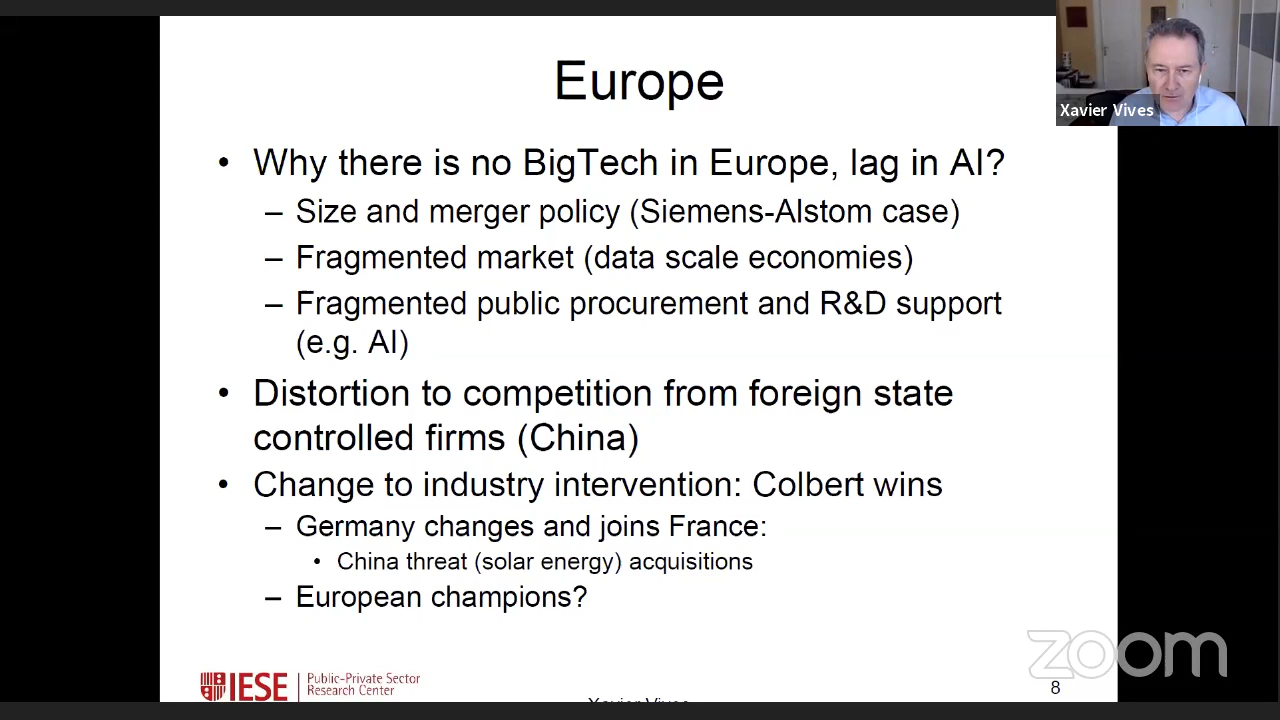 Europe
Xavier Vives
• Why there is no BigTech in Europe, lag in AI?
– Size and merger policy (Siemens-Alstom case)
– Fragmented market (data scale economies)
– Fragmented public procurement and R&D support
(e.g. AI)
• Distortion to competition from foreign state
controlled firms (China)
• Change to industry intervention: Colbert wins
– Germany changes and joins France:
• China threat (solar energy) acquisitions
– European champions?
zoom
IESE
Public-Private Sector
Research Center
8
Xavier Vives